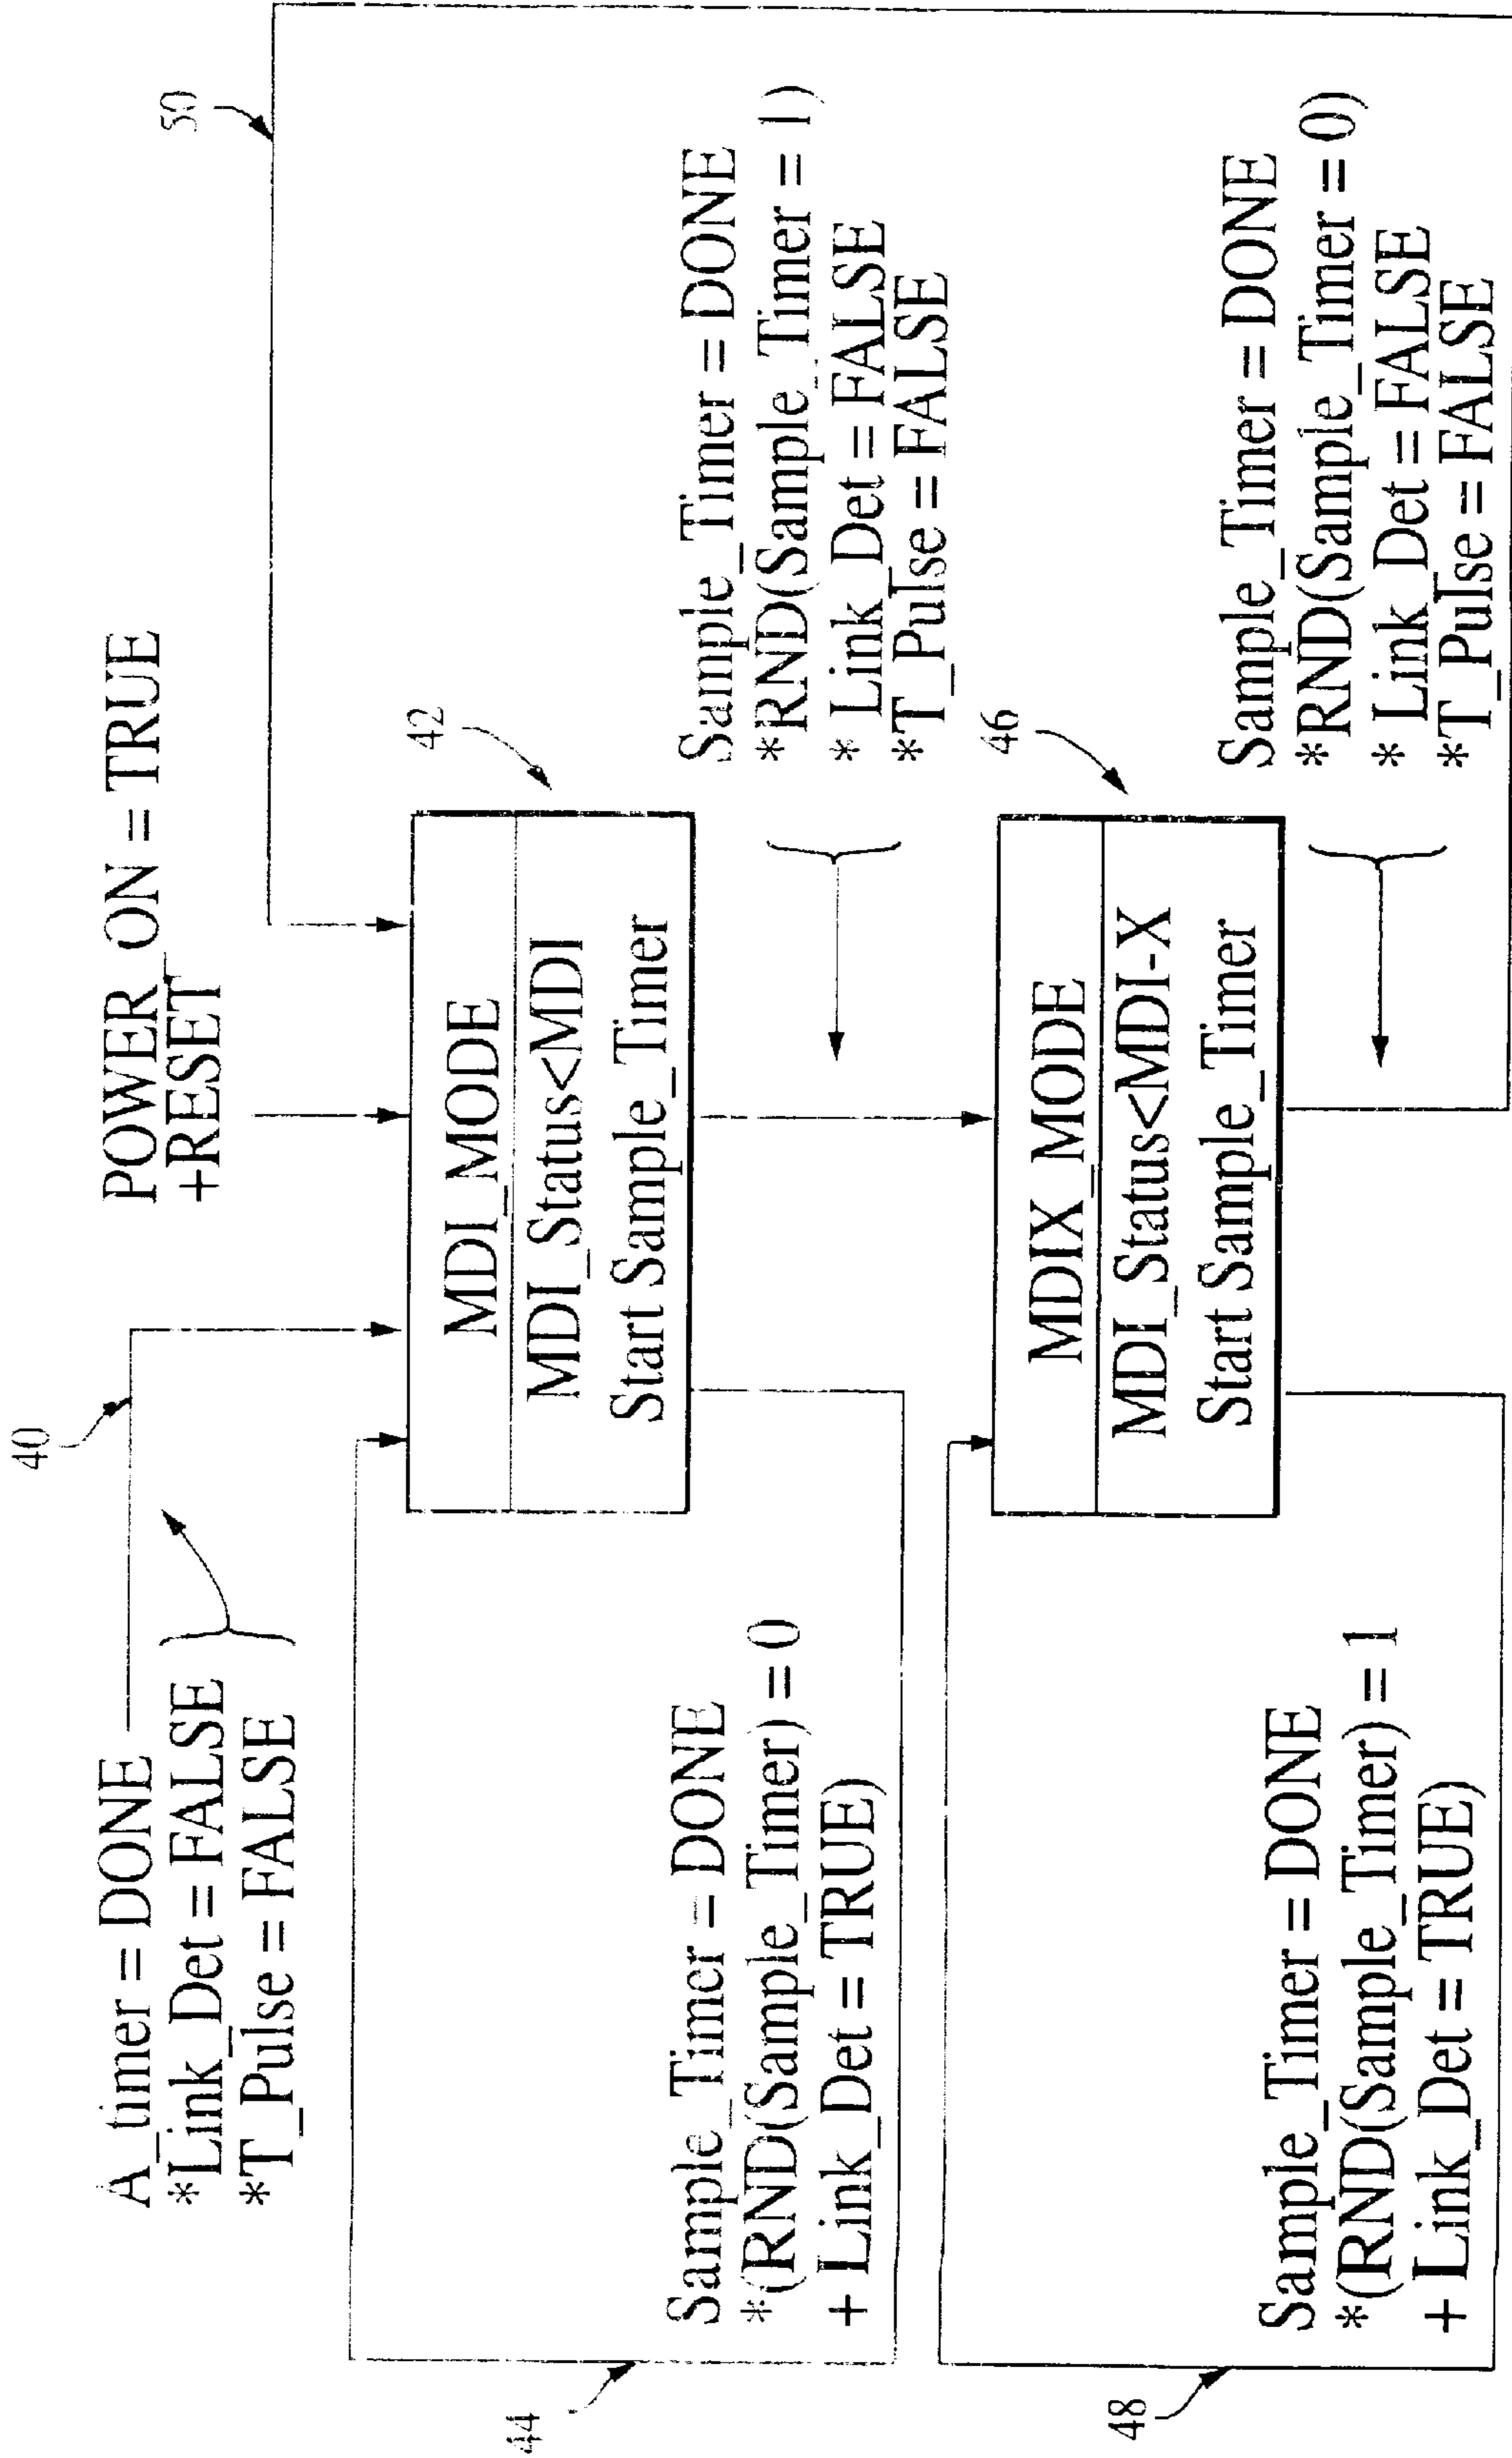 40
A_timer = DONE
*Link_Det = FALSE
*T_Pulse = FALSE
POWER_ON = TRUE
+RESET
50
MDI_MODE
MDI_Status<MDI
Start Sample_Timer
42
44
Sample_Timer = DONE
*(RND(Sample_Timer) = 0
+ Link_Det = TRUE)
Sample_Timer = DONE
*RND(Sample_Timer = 1)
* Link_Det = FALSE
*T_Pulse = FALSE
MDIX_MODE
MDI_Status<MDI-X
Start Sample_Timer
46
48
Sample_Timer = DONE
*(RND(Sample_Timer) = 1
+ Link_Det = TRUE)
Sample_Timer = DONE
*RND(Sample_Timer = 0)
* Link_Det = FALSE
*T_Pulse = FALSE